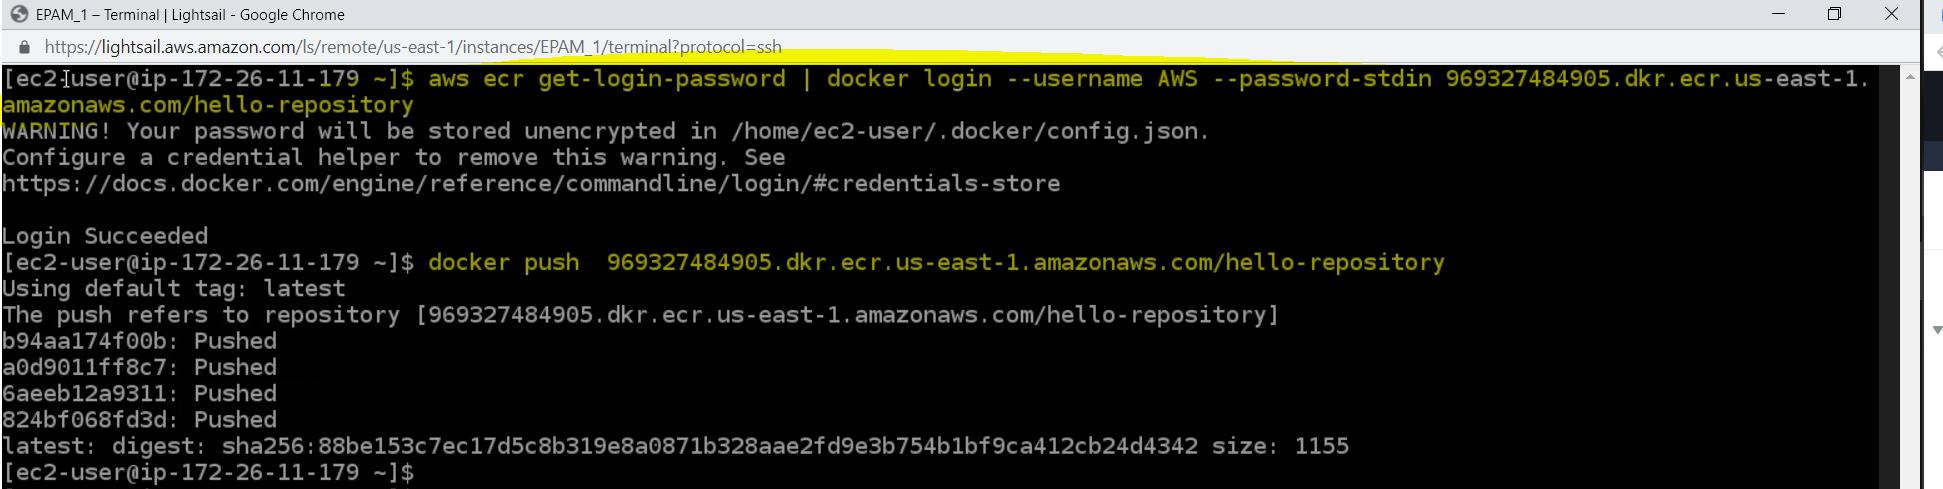 EPAM_1 – Terminal | Lightsail - Google Chrome
https://lightsail.aws.amazon.com/ls/remote/us-east-1/instances/EPAM_1/terminal?protocol=ssh
[ec2-user@ip-172-26-11-179 ~]$ aws ecr get-login-password | docker login --username AWS --password-stdin 969327484905.dkr.ecr.us-east-1.
amazonaws.com/hello-repository
WARNING! Your password will be stored unencrypted in /home/ec2-user/.docker/config.json.
Configure a credential helper to remove this warning. See
https://docs.docker.com/engine/reference/commandline/login/#credentials-store
Login Succeeded
[ec2-user@ip-172-26-11-179 ~]$ docker push  969327484905.dkr.ecr.us-east-1.amazonaws.com/hello-repository
Using default tag: latest
The push refers to repository [969327484905.dkr.ecr.us-east-1.amazonaws.com/hello-repository]
b94aa174f00b: Pushed
a0d9011ff8c7: Pushed
6aeeb12a9311: Pushed
824bf068fd3d: Pushed
latest: digest: sha256:88be153c7ec17d5c8b319e8a0871b328aae2fd9e3b754b1bf9ca412cb24d4342 size: 1155
[ec2-user@ip-172-26-11-179 ~]$